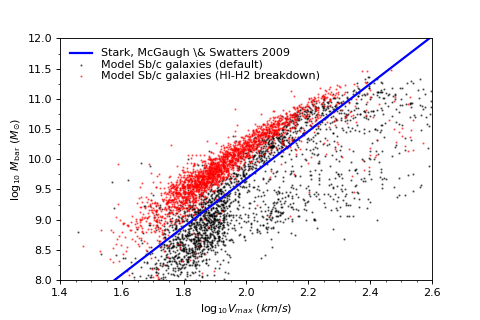 12.0
11.5
11.0
10.5
10.0
9.5
9.0
8.5
8.0
log₁₀ M_bar (M⊙)
Stark, McGaugh \& Swatters 2009
Model Sb/c galaxies (default)
Model Sb/c galaxies (HI-H2 breakdown)
1.4 1.6 1.8 2.0 2.2 2.4 2.6
log₁₀V_max (km/s)